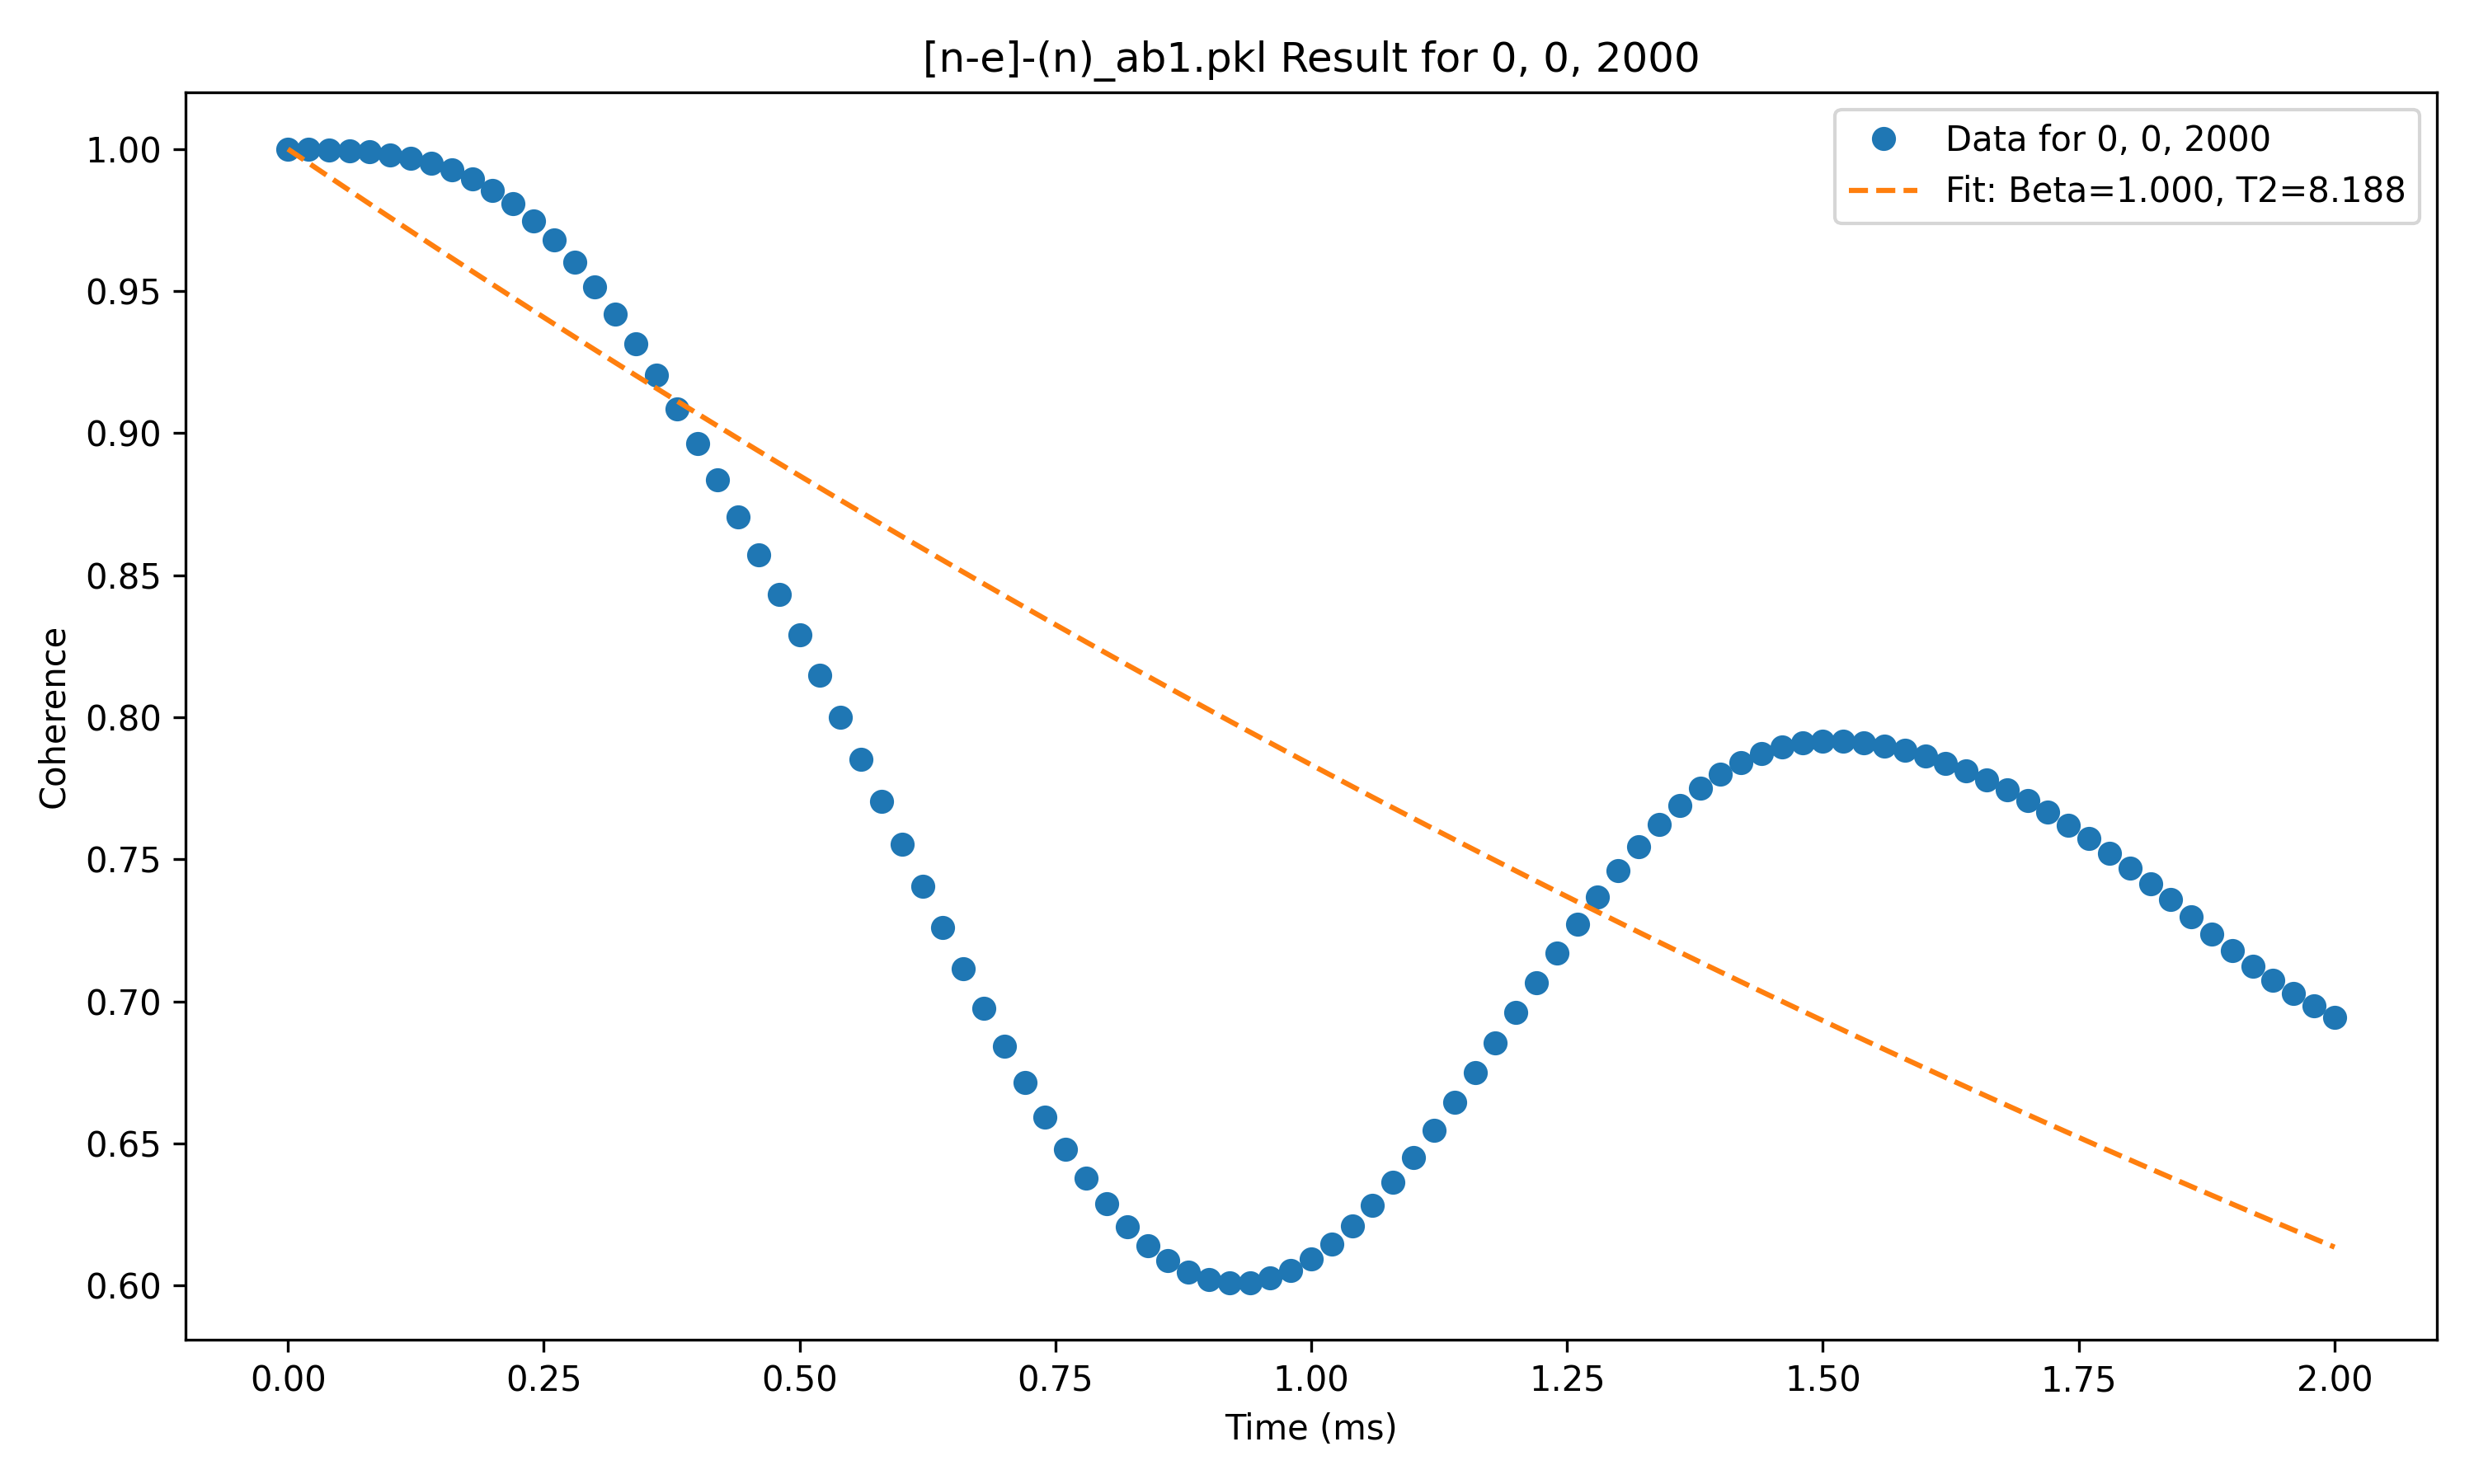 [n-e]-(n)_ab1.pkl Result for 0, 0, 2000
Data for 0, 0, 2000
Fit: Beta=1.000, T2=8.188
Coherence
1.00
0.95
0.90
0.85
0.80
0.75
0.70
0.65
0.60
0.00 0.25 0.50 0.75 1.00 1.25 1.50 1.75 2.00
Time (ms)